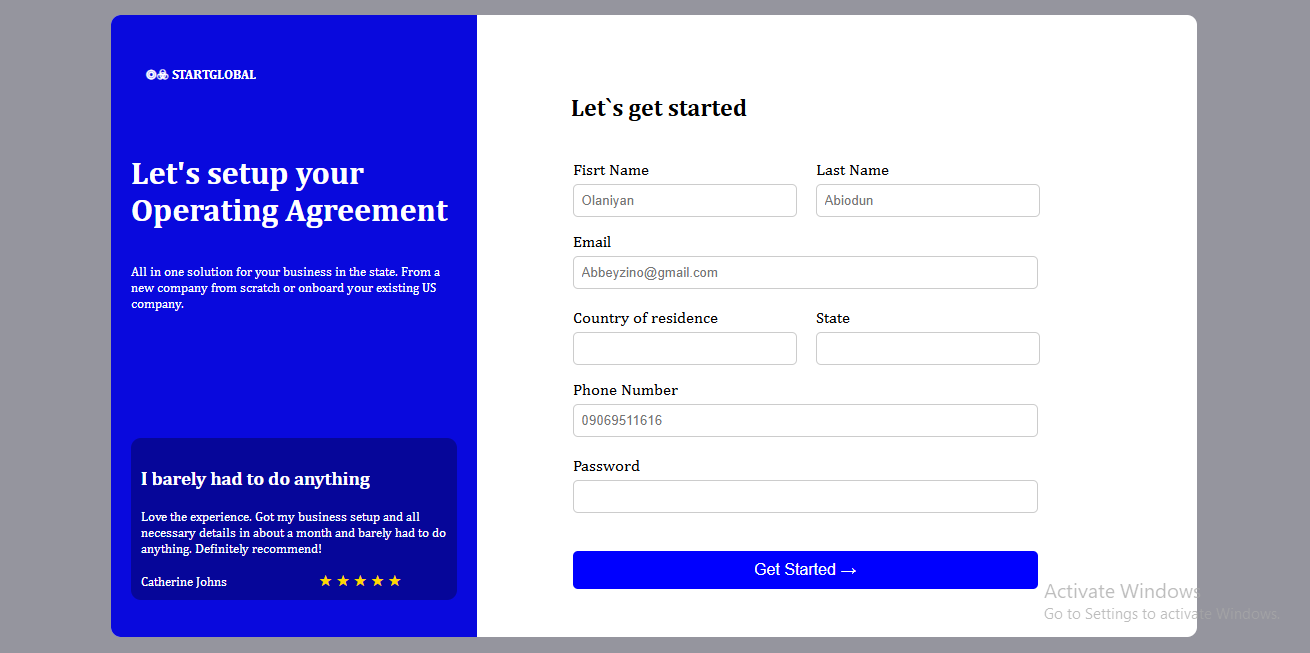 STARTGLOBAL
Let's setup your
Operating Agreement
All in one solution for your business in the state. From a
new company from scratch or onboard your existing US
company.
I barely had to do anything
Love the experience. Got my business setup and all
necessary details in about a month and barely had to do
anything. Definitely recommend!
Catherine Johns ★ ★ ★ ★ ★
Let`s get started
Fisrt Name Last Name
Olaniyan Abiodun
Email
Abbeyzino@gmail.com
Country of residence State
Phone Number
09069511616
Password
Get Started →
Activate Windows
Go to Settings to activate Windows.